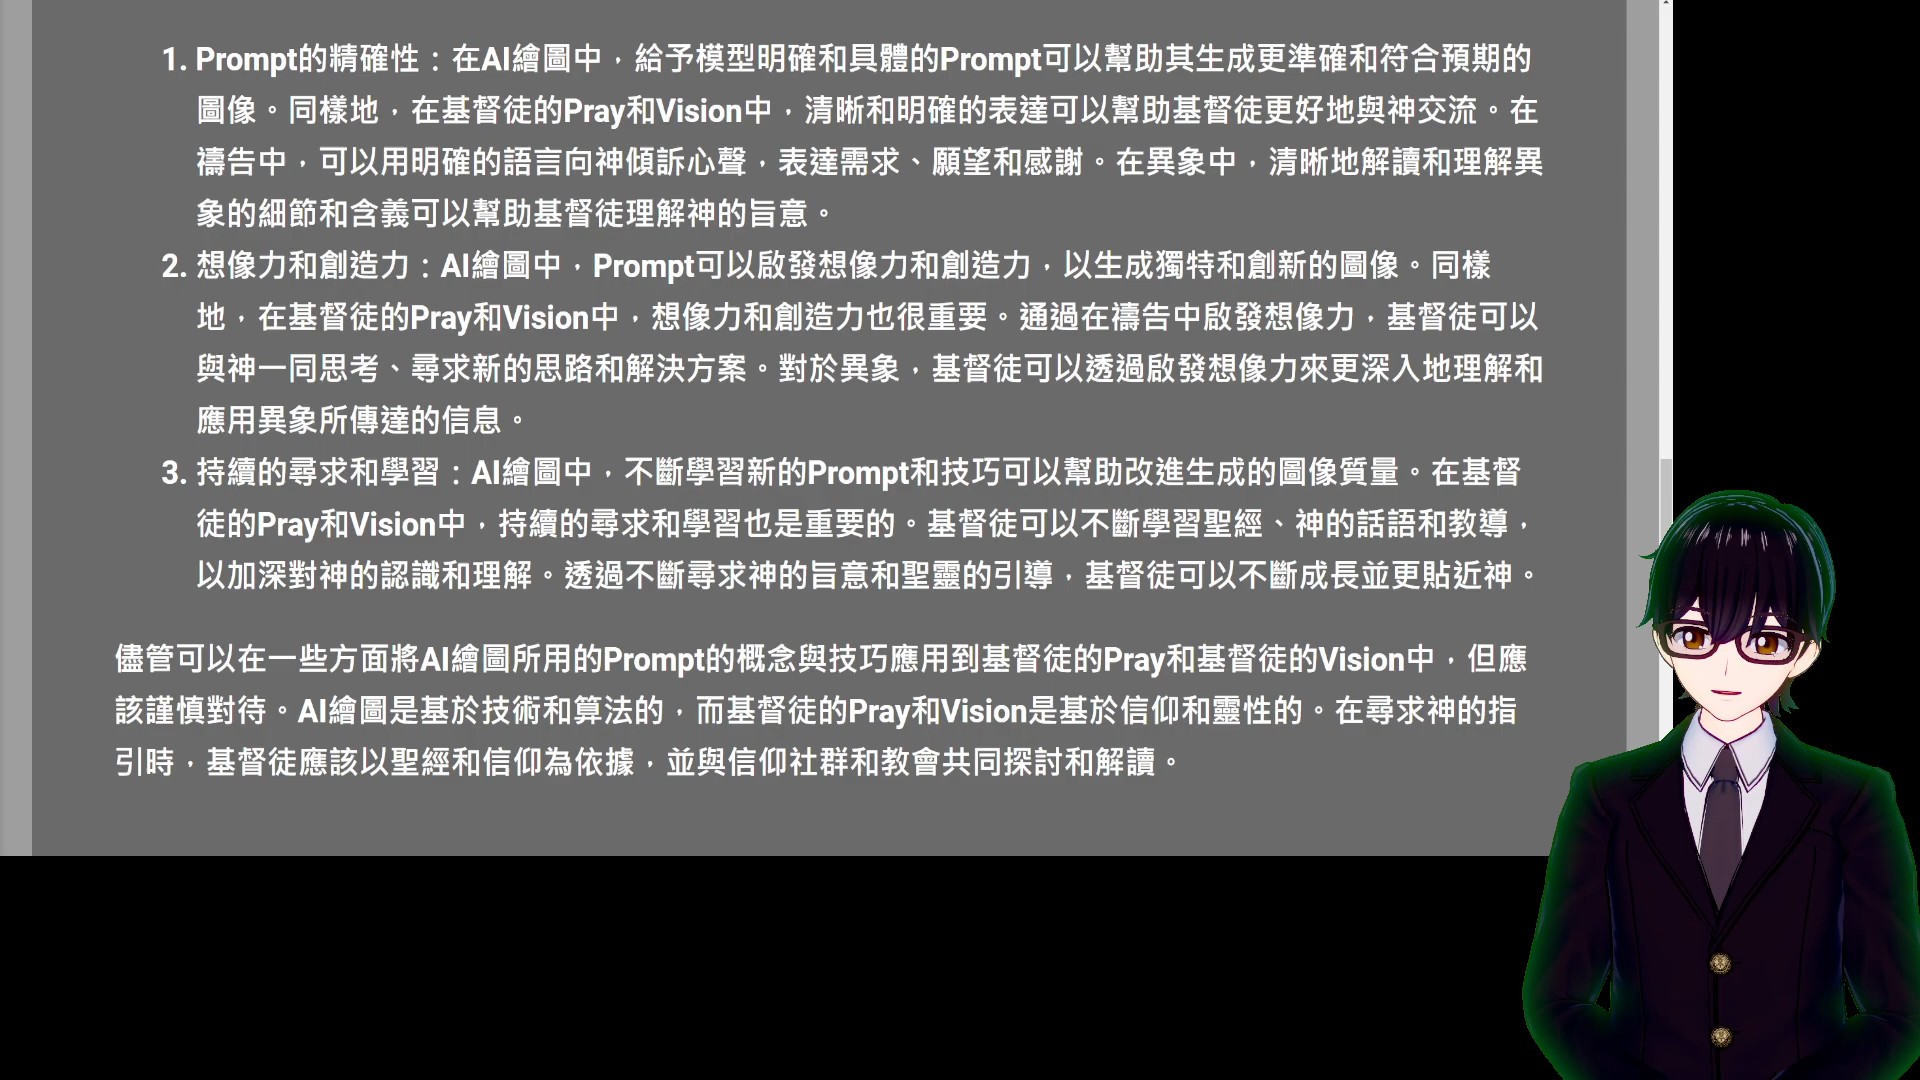 1. Prompt的精確性：在AI繪圖中，給予模型明確和具體的Prompt可以幫助其生成更準確和符合預期的
圖像。同樣地，在基督徒的Pray和Vision中，清晰和明確的表達可以幫助基督徒更好地與神交流。在
禱告中，可以用明確的語言向神傾訴心聲，表達需求、願望和感謝。在異象中，清晰地解讀和理解異
象的細節和含義可以幫助基督徒理解神的旨意。
2. 想像力和創造力：AI繪圖中，Prompt可以啟發想像力和創造力，以生成獨特和創新的圖像。同樣
地，在基督徒的Pray和Vision中，想像力和創造力也很重要。通過在禱告中啟發想像力，基督徒可以
與神一同思考、尋求新的思路和解決方案。對於異象，基督徒可以透過啟發想像力來更深入地理解和
應用異象所傳達的信息。
3. 持續的尋求和學習：AI繪圖中，不斷學習新的Prompt和技巧可以幫助改進生成的圖像質量。在基督
徒的Pray和Vision中，持續的尋求和學習也是重要的。基督徒可以不斷學習聖經、神的話語和教導，
以加深對神的認識和理解。透過不斷尋求神的旨意和聖靈的引導，基督徒可以不斷成長並更貼近神。
儘管可以在一些方面將AI繪圖所用的Prompt的概念與技巧應用到基督徒的Pray和基督徒的Vision中，但應
該謹慎對待。AI繪圖是基於技術和算法的，而基督徒的Pray和Vision是基於信仰和靈性的。在尋求神的指
引時，基督徒應該以聖經和信仰為依據，並與信仰社群和教會共同探討和解讀。